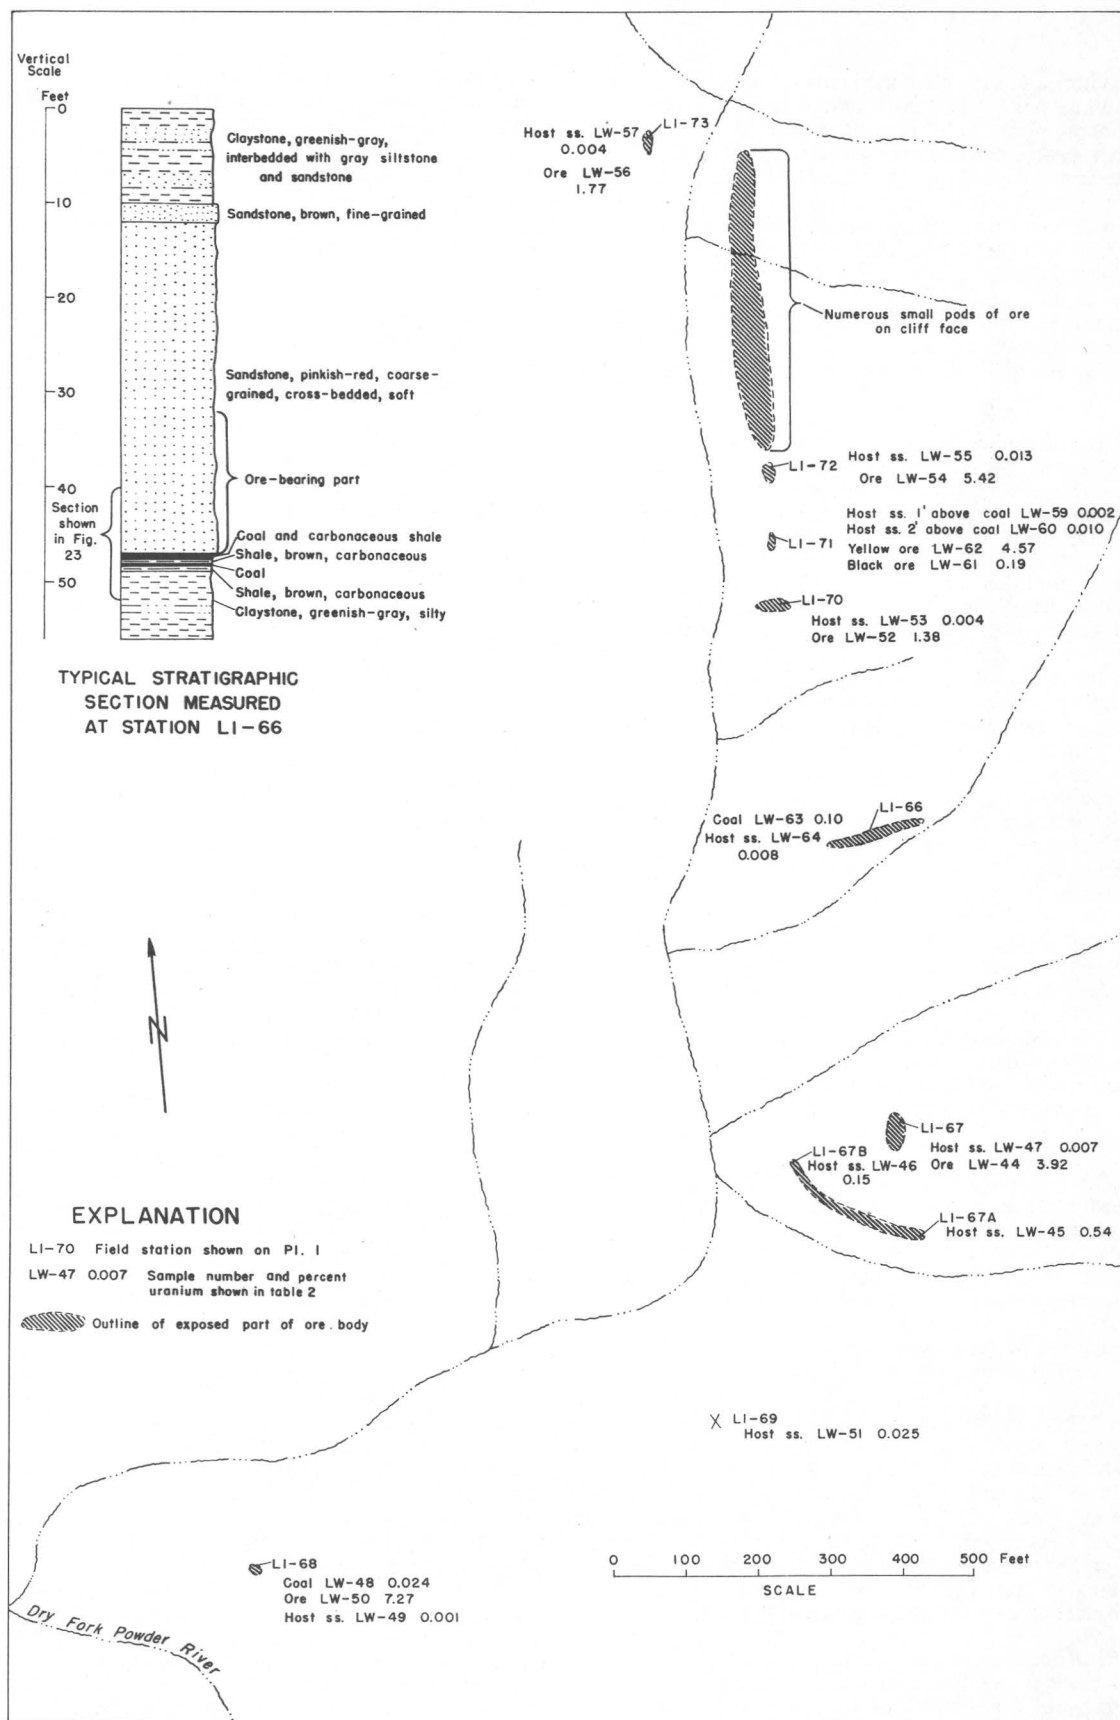 Vertical
Scale
Feet
0
10
20
30
40
50
Claystone, greenish-gray,
interbedded with gray siltstone
and sandstone
Sandstone, brown, fine-grained
Sandstone, pinkish-red, coarse-
grained, cross-bedded, soft
Ore-bearing part
Section
shown
in Fig.
23
Coal and carbonaceous shale
Shale, brown, carbonaceous
Coal
Shale, brown, carbonaceous
Claystone, greenish-gray, silty
TYPICAL STRATIGRAPHIC
SECTION MEASURED
AT STATION LI-66
LI-73
Host ss. LW-57
0.004
Ore LW-56
1.77
Numerous small pods of ore
on cliff face
LI-72
Host ss. LW-55 0.013
Ore LW-54 5.42
LI-71
Host ss. 1' above coal LW-59 0.002
Host ss. 2' above coal LW-60 0.010
Yellow ore LW-62 4.57
Black ore LW-61 0.19
LI-70
Host ss. LW-53 0.004
Ore LW-52 1.38
LI-66
Coal LW-63 0.10
Host ss. LW-64
0.008
N
LI-67
Host ss. LW-47 0.007
Ore LW-44 3.92
LI-67B
Host ss. LW-46
0.15
LI-67A
Host ss. LW-45 0.54
EXPLANATION
LI-70 Field station shown on Pl. 1
LW-47 0.007 Sample number and percent
uranium shown in table 2
Outline of exposed part of ore body
LI-69
Host ss. LW-51 0.025
LI-68
Coal LW-48 0.024
Ore LW-50 7.27
Host ss. LW-49 0.001
0 100 200 300 400 500 Feet
SCALE
Dry Fork Powder River